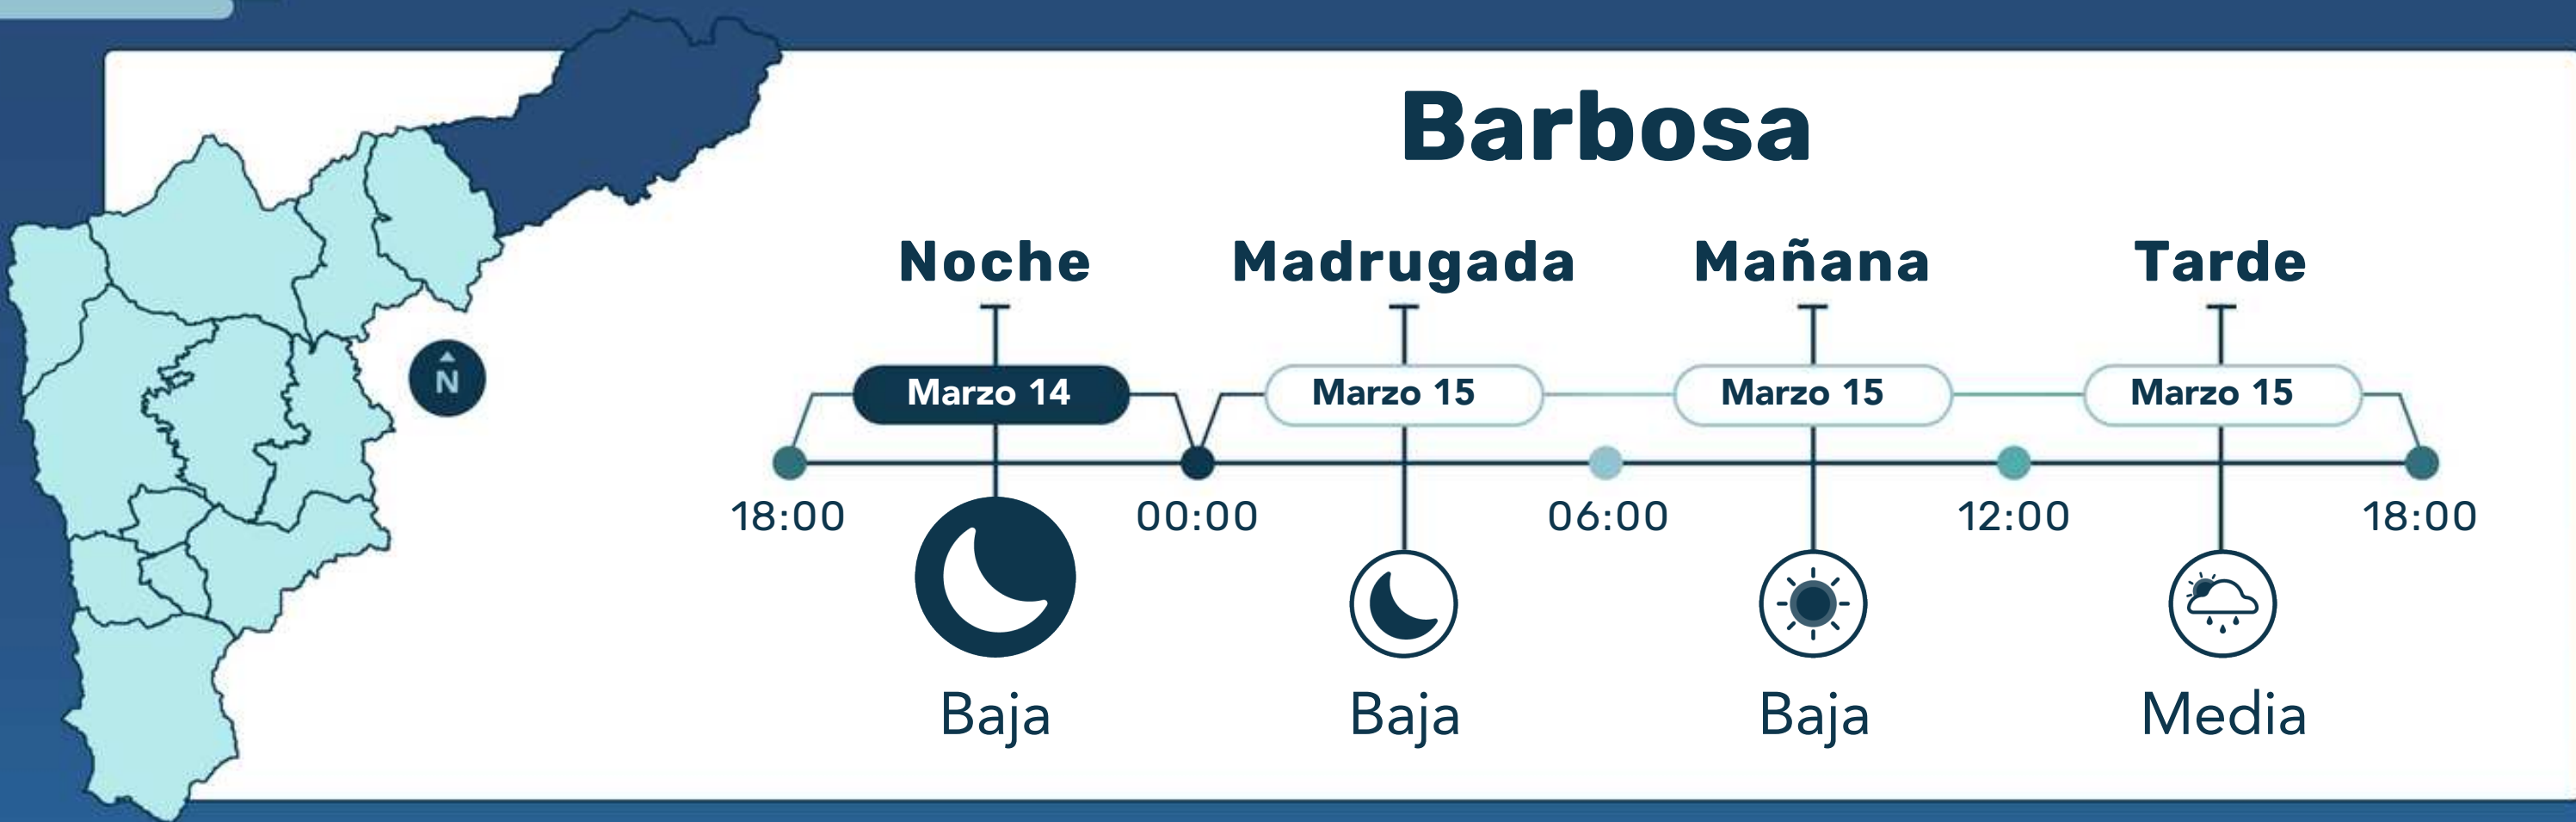 Barbosa
Noche Madrugada Mañana Tarde
N
Marzo 14 Marzo 15 Marzo 15 Marzo 15
18:00 00:00 06:00 12:00 18:00
Baja Baja Baja Media